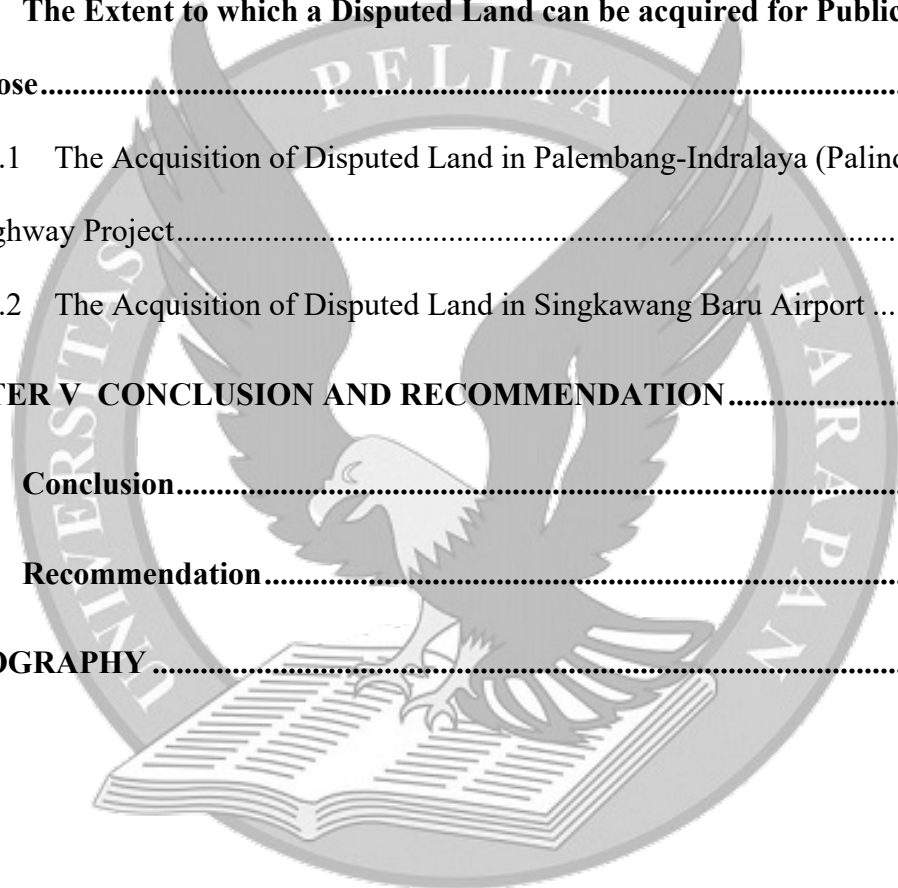 The Extent to which a Disputed Land can be acquired for Public
ose..........................................................................................................
.1 The Acquisition of Disputed Land in Palembang-Indralaya (Palind
ghway Project..........................................................................................
.2 The Acquisition of Disputed Land in Singkawang Baru Airport ...
TER V CONCLUSION AND RECOMMENDATION....................
Conclusion..........................................................................................
Recommendation................................................................................
OGRAPHY..........................................................................................
UNIVERSITAS PELITA HARAPAN